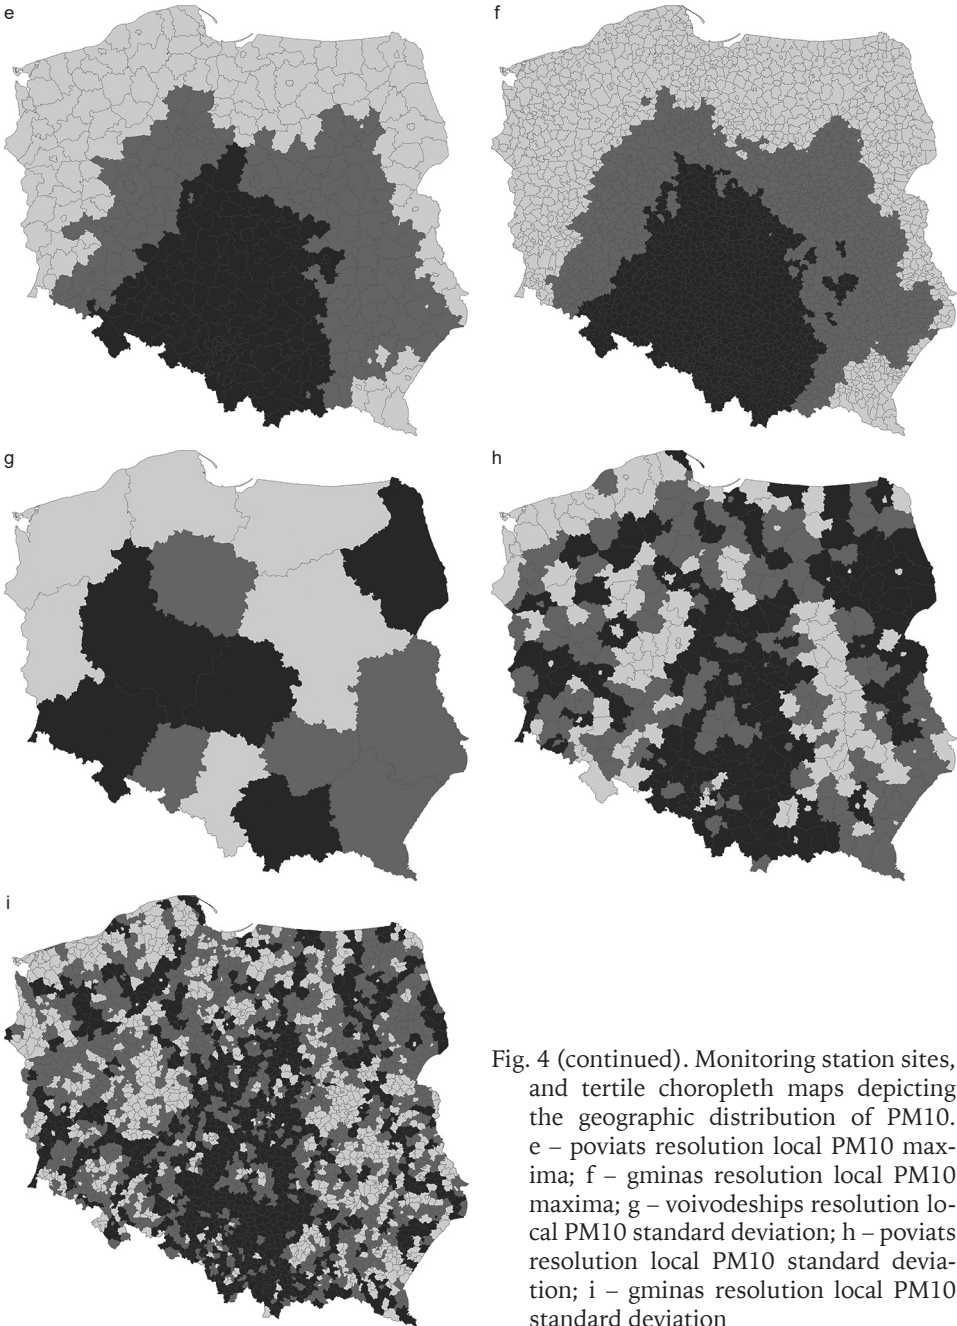 e
f
g
h
i
Fig. 4 (continued). Monitoring station sites,
and tertile choropleth maps depicting
the geographic distribution of PM10.
e – poviats resolution local PM10 max-
ima; f – gminas resolution local PM10
maxima; g – voivodeships resolution lo-
cal PM10 standard deviation; h – poviats
resolution local PM10 standard devia-
tion; i – gminas resolution local PM10
standard deviation